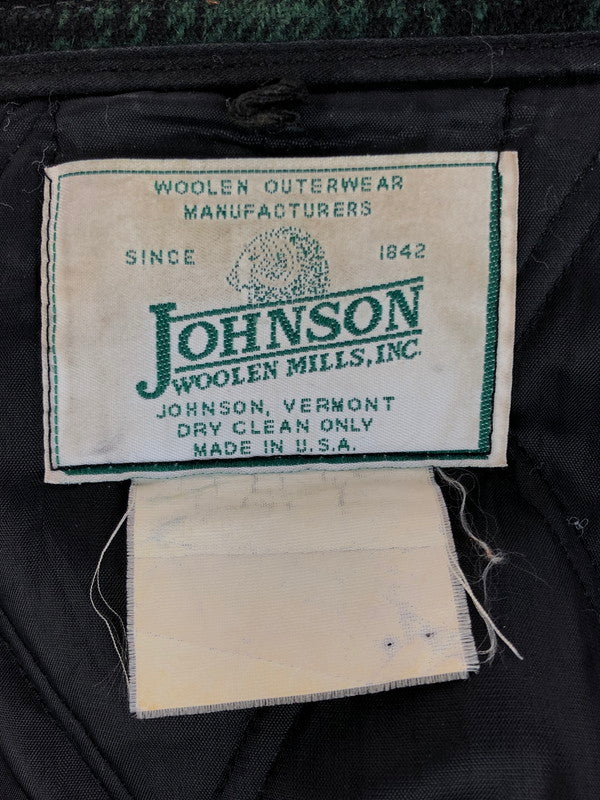 WOOLEN OUTERWEAR
MANUFACTURERS
SINCE 1842
JOHNSON
WOOLEN MILLS, INC.
JOHNSON, VERMONT
DRY CLEAN ONLY
MADE IN U.S.A.